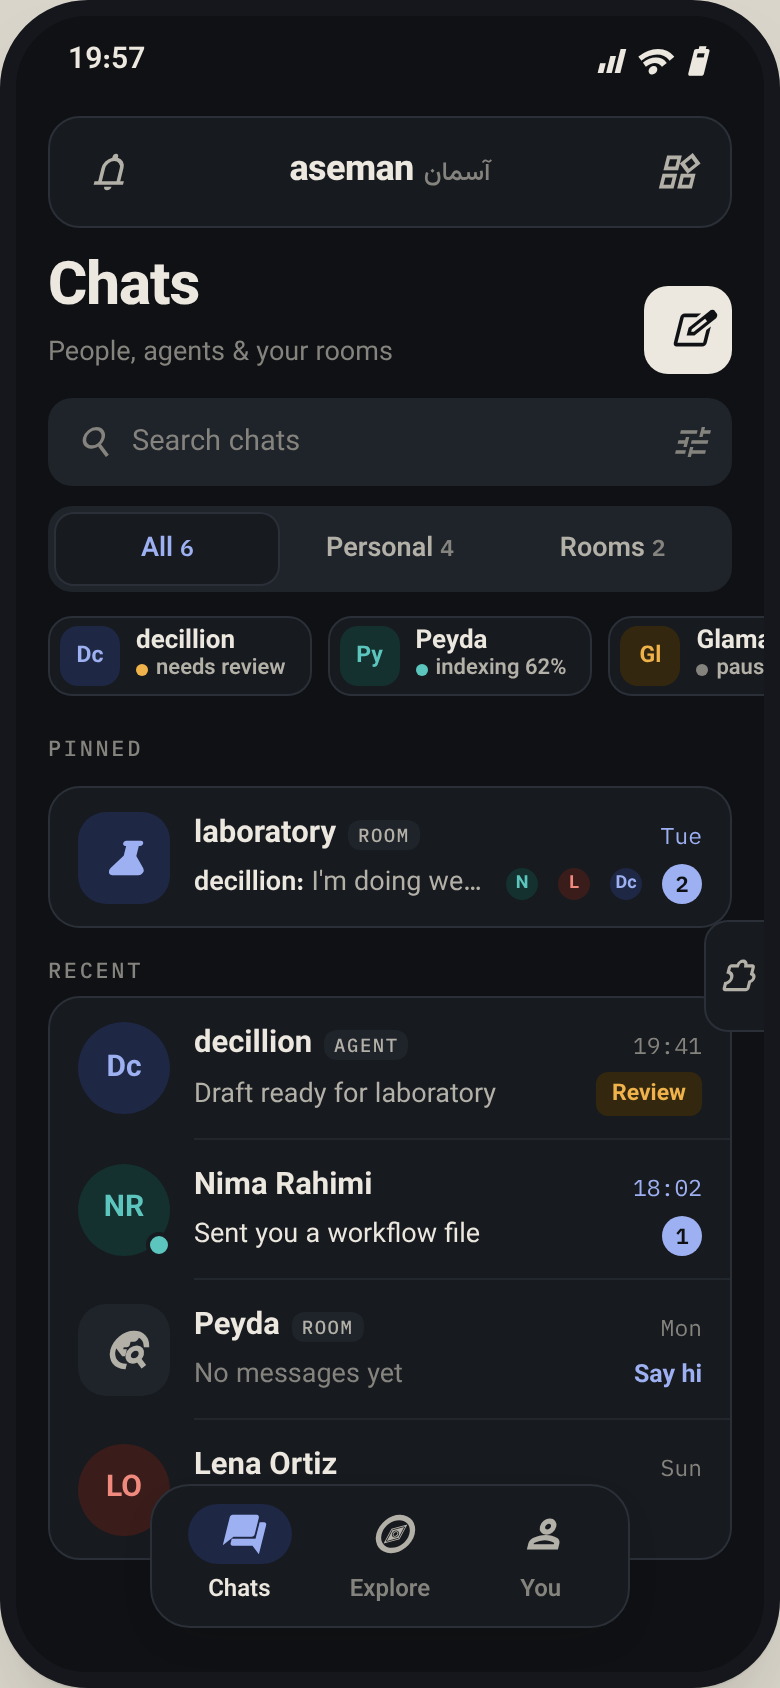 19:57
aseman آسمان
Chats
People, agents & your rooms
Search chats
All 6 Personal 4 Rooms 2
Dc decillion needs review
Py Peyda indexing 62%
Gl Glama paus
PINNED
laboratory ROOM Tue
decillion: I'm doing we... N L Dc 2
RECENT
Dc decillion AGENT 19:41
Draft ready for laboratory Review
NR Nima Rahimi 18:02
Sent you a workflow file 1
Peyda ROOM Mon
No messages yet Say hi
LO Lena Ortiz Sun
Chats Explore You